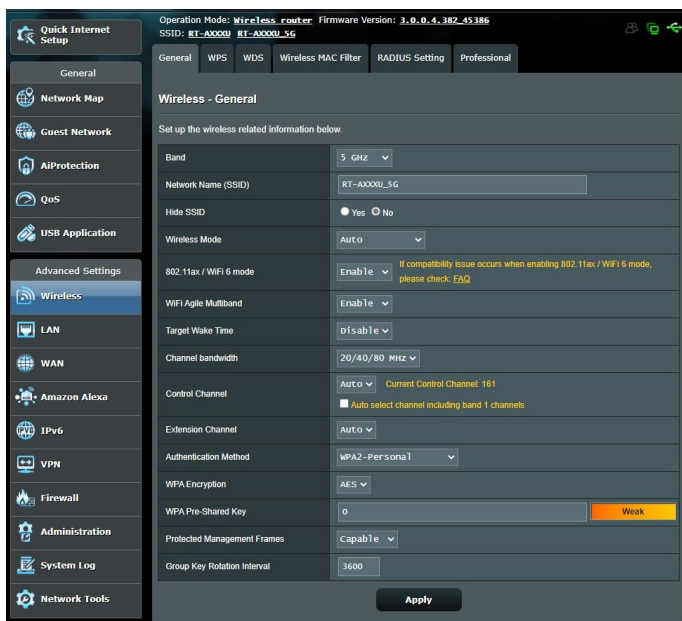 Quick Internet
Setup
General
Network Map
Guest Network
AiProtection
QoS
USB Application
Advanced Settings
Wireless
LAN
WAN
Amazon Alexa
IPv6
VPN
Firewall
Administration
System Log
Network Tools
Operation Mode: Wireless router Firmware Version: 3.0.0.4.382_45386
SSID: RT-AXXXU RT-AXXXU_5G
General WPS WDS Wireless MAC Filter RADIUS Setting Professional
Wireless - General
Set up the wireless related information below.
Band 5 GHz
Network Name (SSID) RT-AXXXU_5G
Hide SSID Yes No
Wireless Mode Auto
802.11ax / WiFi 6 mode Enable If compatibility issue occurs when enabling 802.11ax / WiFi 6 mode,
please check: FAQ
WiFi Agile Multiband Enable
Target Wake Time Disable
Channel bandwidth 20/40/80 MHz
Control Channel Auto Current Control Channel: 161
Auto select channel including band 1 channels
Extension Channel Auto
Authentication Method WPA2-Personal
WPA Encryption AES
WPA Pre-Shared Key 0 Weak
Protected Management Frames Capable
Group Key Rotation Interval 3600
Apply